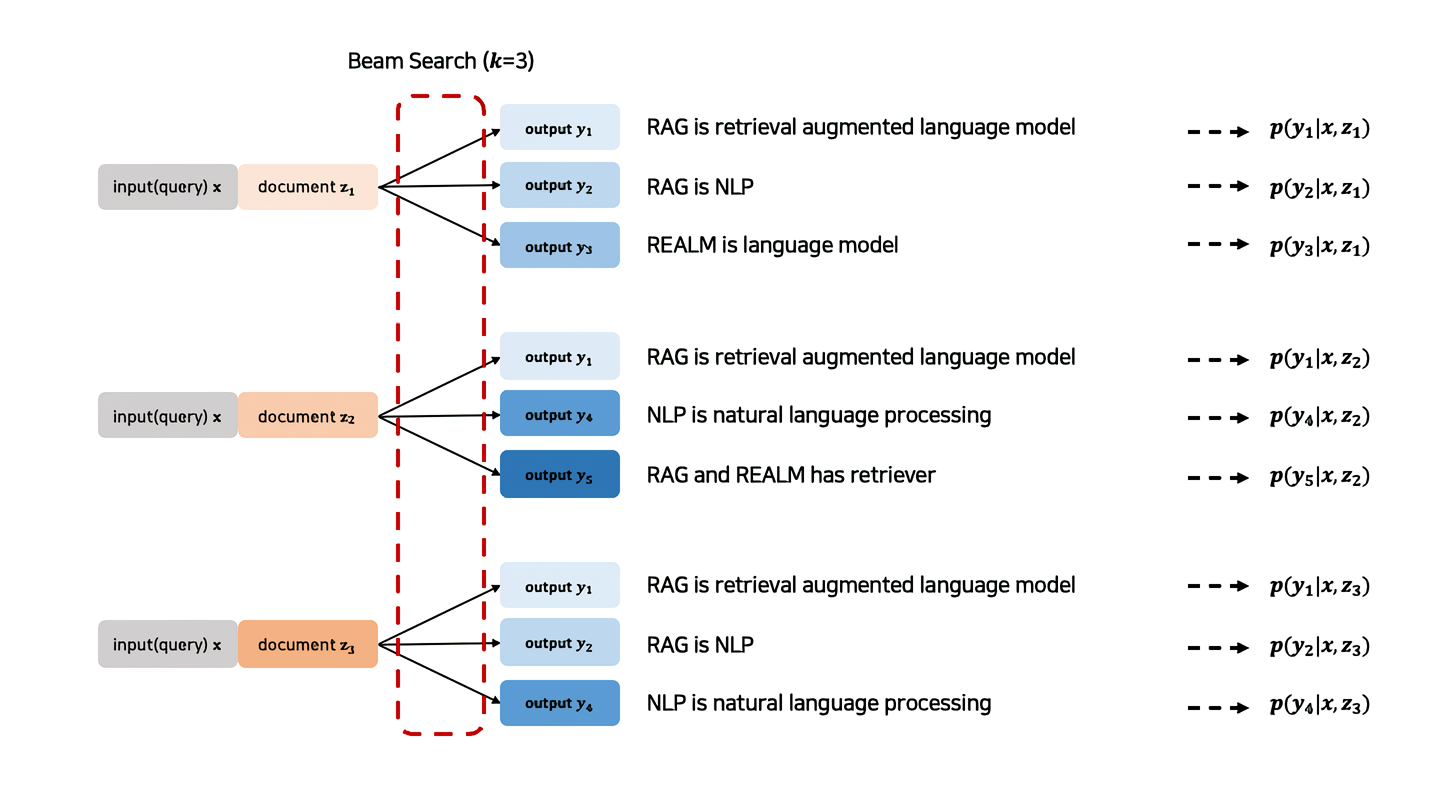 Beam Search (k=3)
input(query) x document z₁
output y₁ RAG is retrieval augmented language model p(y₁|x, z₁)
output y₂ RAG is NLP p(y₂|x, z₁)
output y₃ REALM is language model p(y₃|x, z₁)
input(query) x document z₂
output y₁ RAG is retrieval augmented language model p(y₁|x, z₂)
output y₄ NLP is natural language processing p(y₄|x, z₂)
output y₅ RAG and REALM has retriever p(y₅|x, z₂)
input(query) x document z₃
output y₁ RAG is retrieval augmented language model p(y₁|x, z₃)
output y₂ RAG is NLP p(y₂|x, z₃)
output y₄ NLP is natural language processing p(y₄|x, z₃)